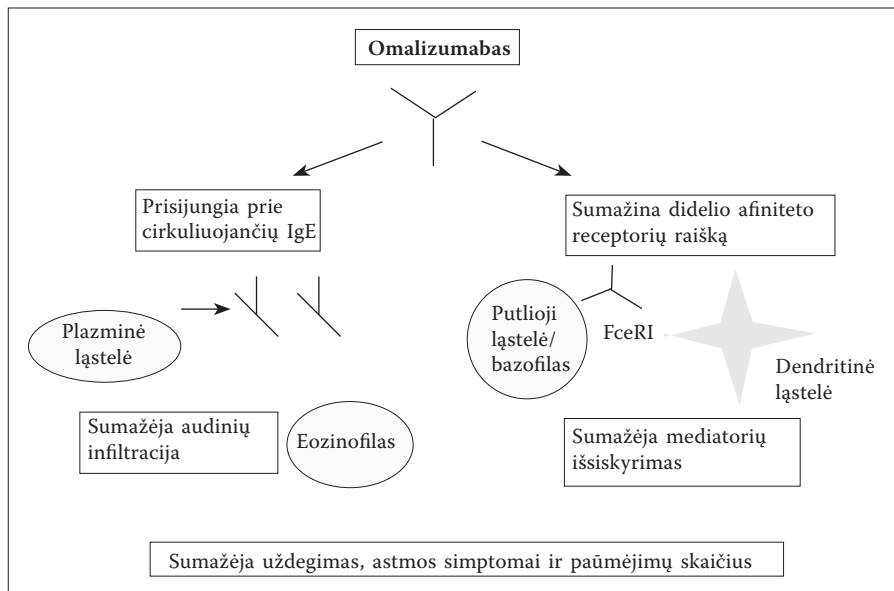 Omalizumabas
Prisijungia prie
cirkuliuojančių IgE
Sumažina didelio afiniteto
receptorių raišką
Plazminė
ląstelė
Putlioji
ląstelė/
bazofilas
FceRI
Dendritinė
ląstelė
Sumažėja audinių
infiltracija
Eozinofilas
Sumažėja mediatorių
išsiskyrimas
Sumažėja uždegimas, astmos simptomai ir paūmėjimų skaičius